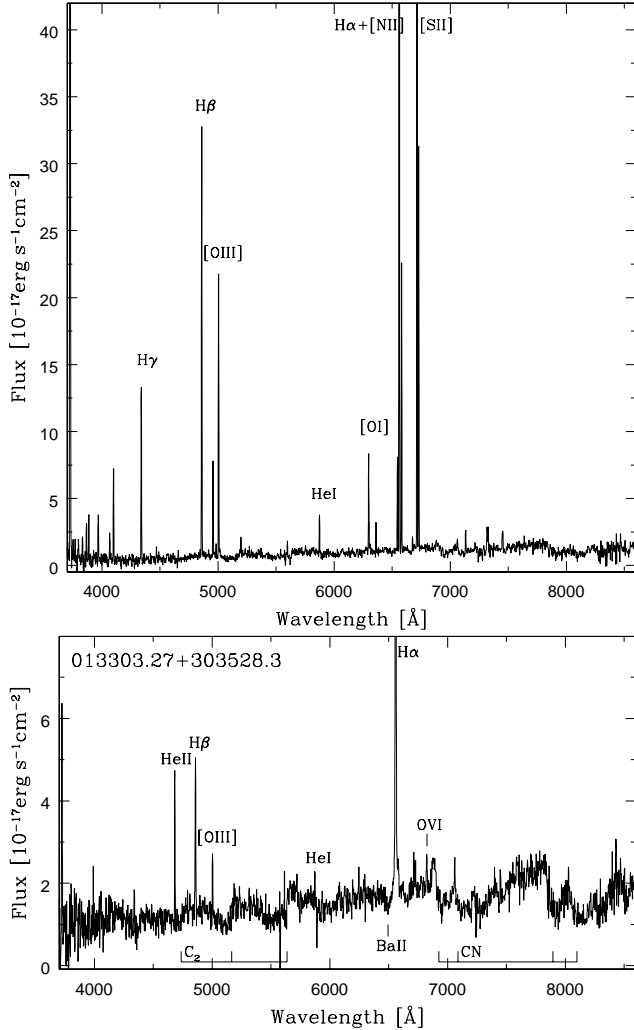 40
35
30
25
20
15
10
5
0
Flux [10⁻¹⁷erg s⁻¹cm⁻²]
Hα+[NII]
[SII]
Hβ
[OIII]
Hγ
[OI]
HeI
4000 5000 6000 7000 8000
Wavelength [Å]
013303.27+303528.3
6
4
2
0
Flux [10⁻¹⁷erg s⁻¹cm⁻²]
Hα
Hβ
HeII
[OIII]
OVI
HeI
BaII
C₂
CN
4000 5000 6000 7000 8000
Wavelength [Å]